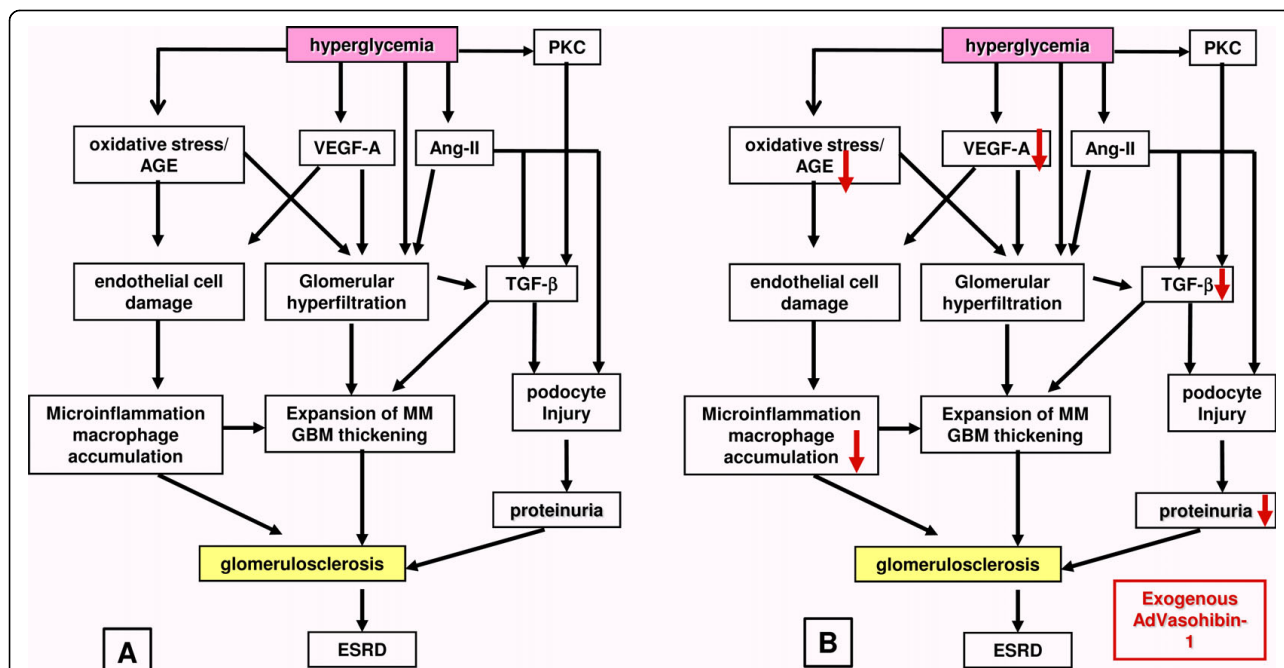 hyperglycemia
PKC
oxidative stress/
AGE
VEGF-A
Ang-II
endothelial cell
damage
Glomerular
hyperfiltration
TGF-β
podocyte
Injury
Microinflammation
macrophage
accumulation
Expansion of MM
GBM thickening
proteinuria
glomerulosclerosis
ESRD
A
hyperglycemia
PKC
oxidative stress/
AGE
VEGF-A
Ang-II
endothelial cell
damage
Glomerular
hyperfiltration
TGF-β
podocyte
Injury
Microinflammation
macrophage
accumulation
Expansion of MM
GBM thickening
proteinuria
glomerulosclerosis
Exogenous
AdVasohibin-
1
ESRD
B